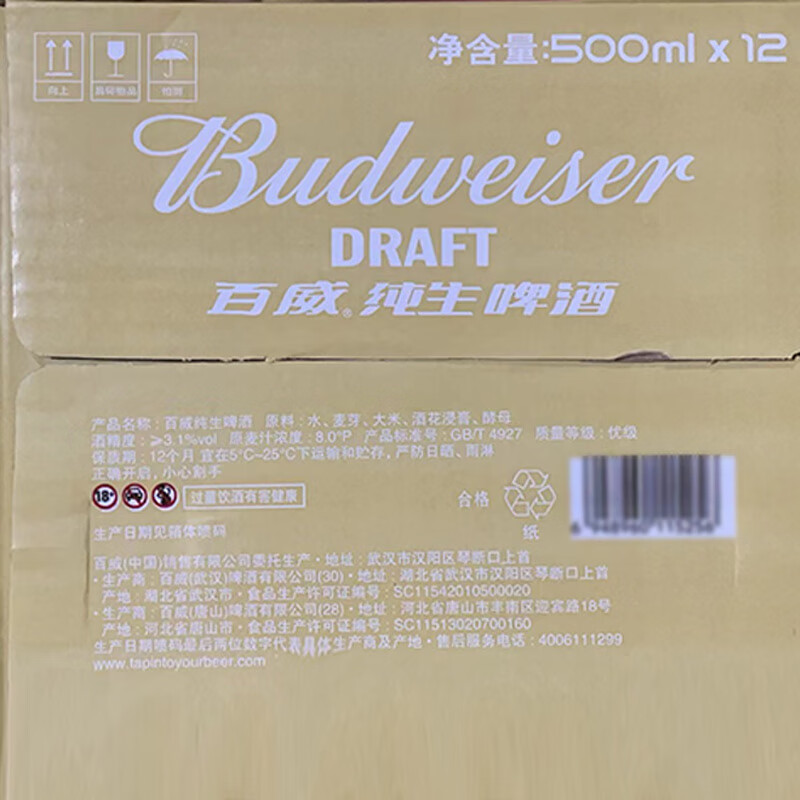 净含量:500ml x 12
向上
易碎物品
怕雨
Budweiser
DRAFT
百威®纯生啤酒
产品名称：百威纯生啤酒 原料：水、麦芽、大米、酒花浸膏、酵母
酒精度：≥3.1%vol 原麦汁浓度：8.0°P 产品标准号：GB/T 4927 质量等级：优级
保质期：12个月 宜在5°C~25°C下运输和贮存，严防日晒、雨淋
正确开启，小心割手
18+ 过量饮酒有害健康
合格
纸
生产日期见箱体喷码
百威(中国)销售有限公司委托生产·地址：武汉市汉阳区琴断口上首
·生产商：百威(武汉)啤酒有限公司(30)·地址：湖北省武汉市汉阳区琴断口上首
产地：湖北省武汉市·食品生产许可证编号：SC11542010500020
·生产商：百威(唐山)啤酒有限公司(28)·地址：河北省唐山市丰南区迎宾路18号
产地：河北省唐山市·食品生产许可证编号：SC11513020700160
生产日期喷码最后两位数字代表具体生产商及产地·售后服务电话：4006111299
www.tapintoyourbeer.com